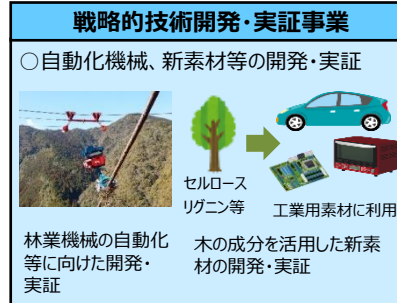 戦略的技術開発・実証事業
○自動化機械、新素材等の開発・実証
セルロース
リグニン等
工業用素材に利用
林業機械の自動化
等に向けた開発・
実証
木の成分を活用した新素
材の開発・実証